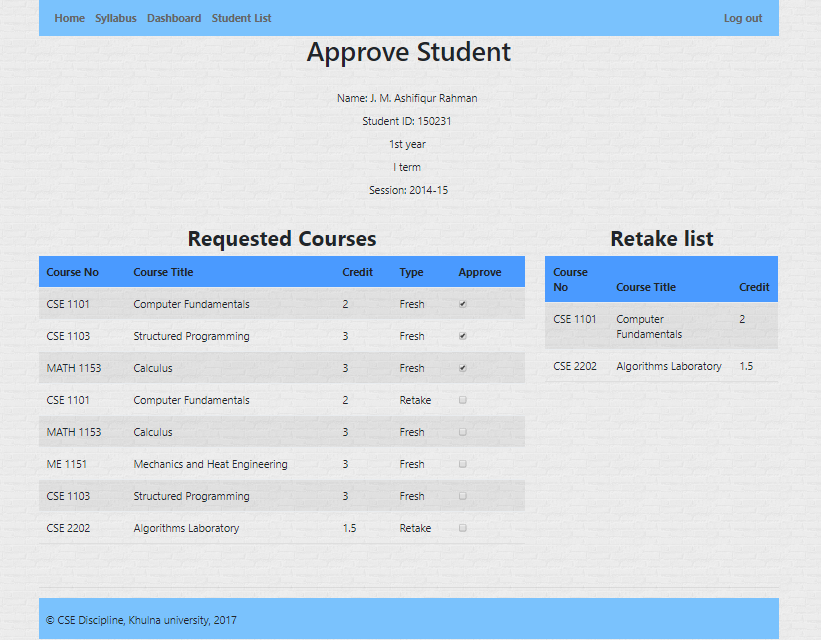 Home Syllabus Dashboard Student List Log out
Approve Student
Name: J. M. Ashifiqur Rahman
Student ID: 150231
1st year
I term
Session: 2014-15
Requested Courses
Course No Course Title Credit Type Approve
CSE 1101 Computer Fundamentals 2 Fresh
CSE 1103 Structured Programming 3 Fresh
MATH 1153 Calculus 3 Fresh
CSE 1101 Computer Fundamentals 2 Retake
MATH 1153 Calculus 3 Fresh
ME 1151 Mechanics and Heat Engineering 3 Fresh
CSE 1103 Structured Programming 3 Fresh
CSE 2202 Algorithms Laboratory 1.5 Retake
Retake list
Course
No Course Title Credit
CSE 1101 Computer 2
Fundamentals
CSE 2202 Algorithms Laboratory 1.5
© CSE Discipline, Khulna university, 2017